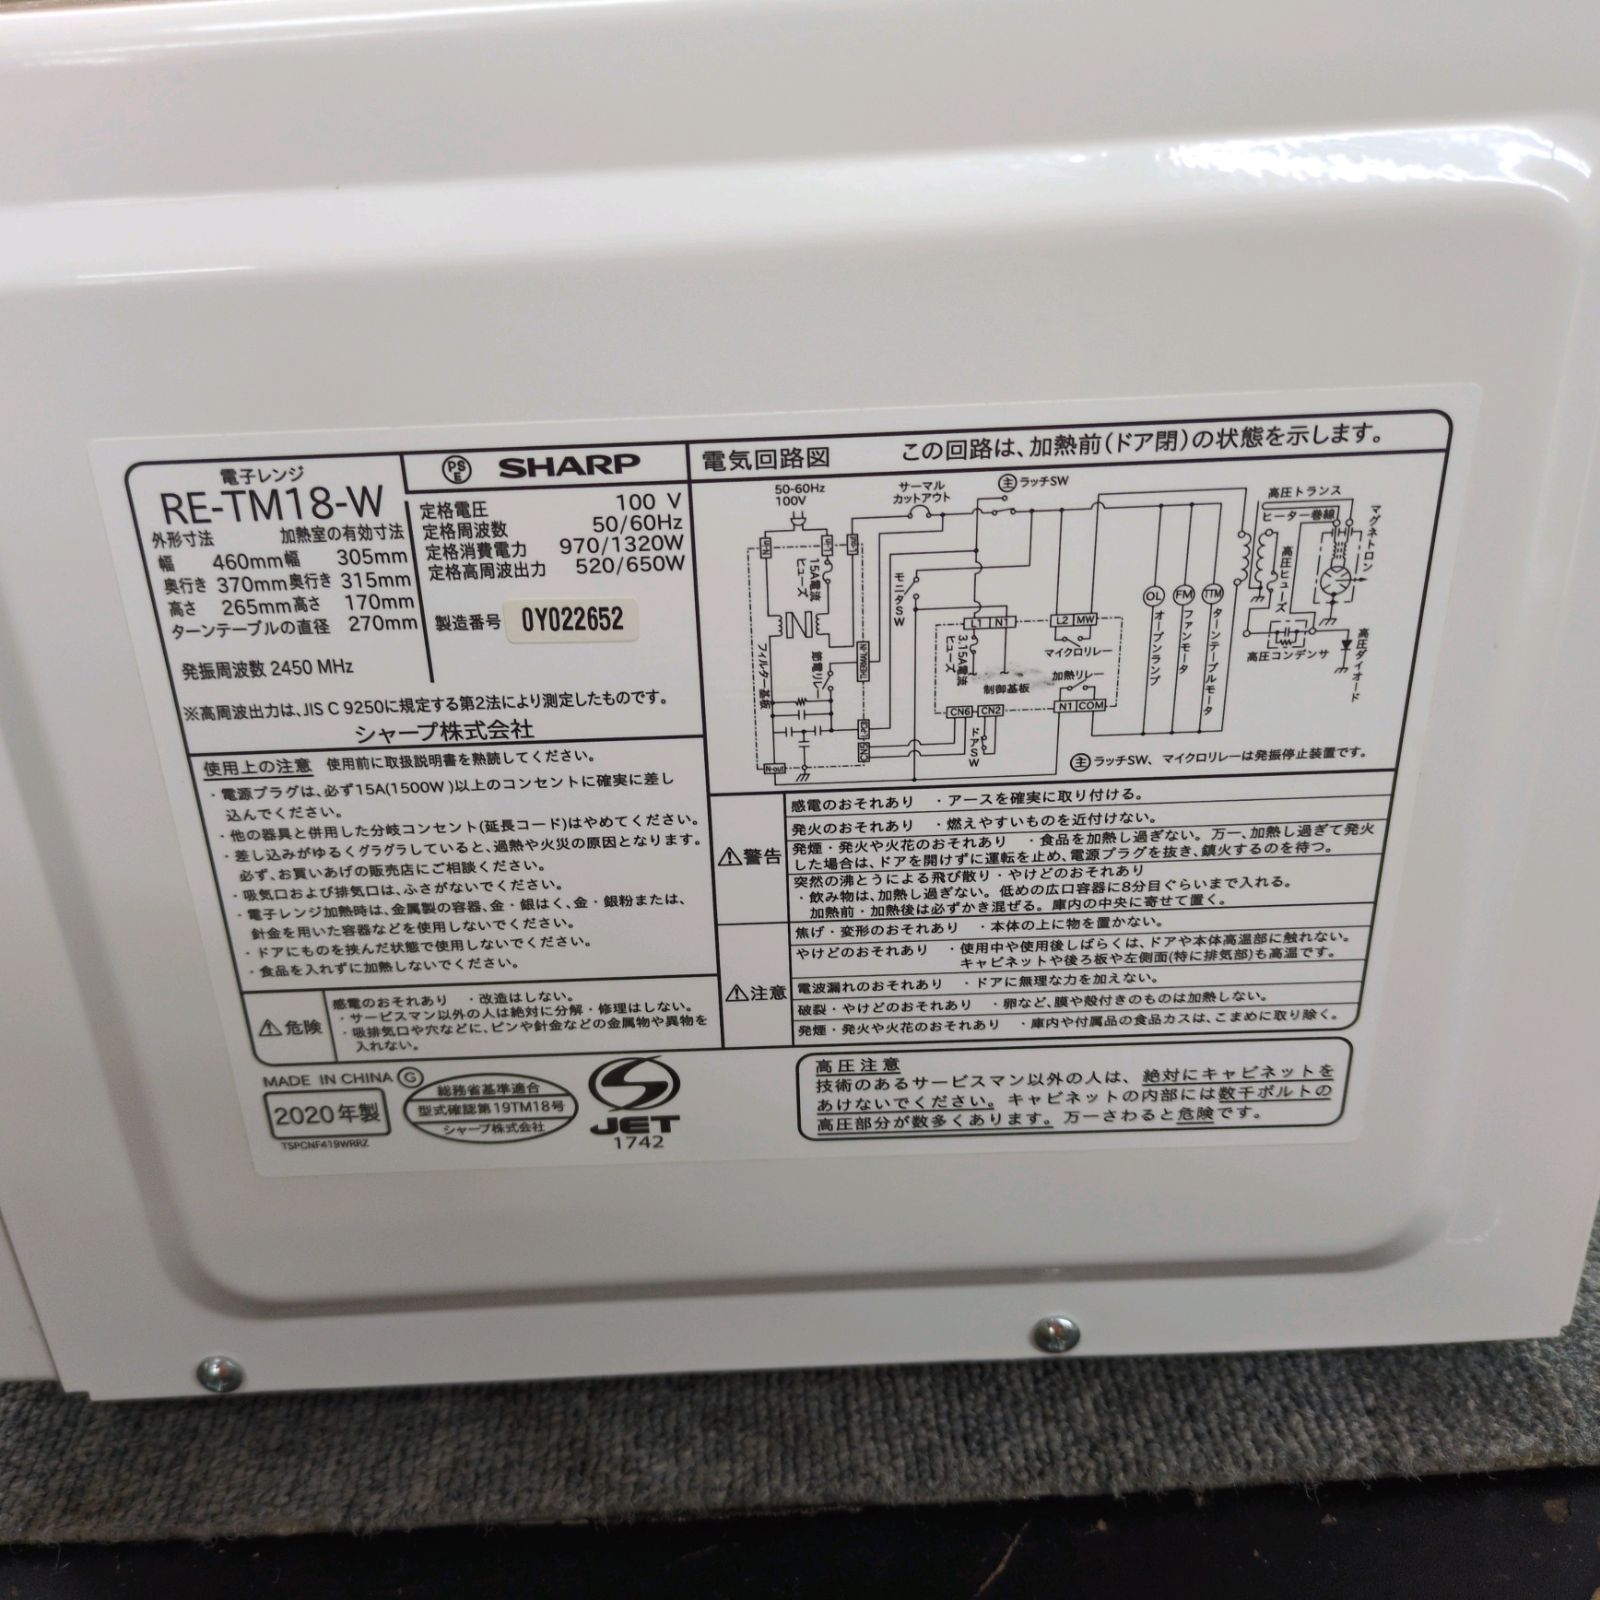 電子レンジ
RE-TM18-W
外形寸法 加熱室の有効寸法
幅 460mm 幅 305mm
奥行き 370mm 奥行き 315mm
高さ 265mm 高さ 170mm
ターンテーブルの直径 270mm
発振周波数 2450 MHz
PS
E
SHARP
定格電圧 100 V
定格周波数 50/60Hz
定格消費電力 970/1320W
定格高周波出力 520/650W
製造番号 0Y022652
※高周波出力は、JIS C 9250に規定する第2法により測定したものです。
シャープ株式会社
使用上の注意 使用前に取扱説明書を熟読してください。
・電源プラグは、必ず15A(1500W)以上のコンセントに確実に差し
込んでください。
・他の器具と併用した分岐コンセント(延長コード)はやめてください。
・差し込みがゆるくグラグラしていると、過熱や火災の原因となります。
必ず、お買いあげの販売店にご相談ください。
・吸気口および排気口は、ふさがないでください。
・電子レンジ加熱時は、金属製の容器、金・銀はく、金・銀粉または、
針金を用いた容器などを使用しないでください。
・ドアにものを挟んだ状態で使用しないでください。
・食品を入れずに加熱しないでください。
⚠危険
感電のおそれあり ・改造はしない。
・サービスマン以外の人は絶対に分解・修理はしない。
・吸排気口や穴などに、ピンや針金などの金属物や異物を
入れない。
MADE IN CHINA G
2020年製
TSPCNF419WRRZ
総務省基準適合
型式確認第19TM18号
シャープ株式会社
S
JET
1742
電気回路図 この回路は、加熱前(ドア閉)の状態を示します。
50-60Hz
100V
サーマル
カットアウト
主 ラッチSW
高圧トランス
ヒーター巻線
マグネトロン
15A電流
ヒューズ
モニタSW
高圧ヒューズ
OL
FM
TTM
オーブンランプ
ファンモータ
ターンテーブルモータ
高圧コンデンサ
高圧ダイオード
フィルター基板
節電リレー
L1 N1
L2 MW
3.15A電流
ヒューズ
マイクロリレー
制御基板
加熱リレー
CN6 CN2
N1 COM
ドアSW
N-out
主 ラッチSW、マイクロリレーは発振停止装置です。
⚠警告
感電のおそれあり ・アースを確実に取り付ける。
発火のおそれあり ・燃えやすいものを近付けない。
発煙・発火や火花のおそれあり ・食品を加熱し過ぎない。万一、加熱し過ぎて発火
した場合は、ドアを開けずに運転を止め、電源プラグを抜き、鎮火するのを待つ。
突然の沸とうによる飛び散り・やけどのおそれあり
・飲み物は、加熱し過ぎない。低めの広口容器に8分目ぐらいまで入れる。
加熱前・加熱後は必ずかき混ぜる。庫内の中央に寄せて置く。
⚠注意
焦げ・変形のおそれあり ・本体の上に物を置かない。
やけどのおそれあり ・使用中や使用後しばらくは、ドアや本体高温部に触れない。
キャビネットや後ろ板や左側面(特に排気部)も高温です。
電波漏れのおそれあり ・ドアに無理な力を加えない。
破裂・やけどのおそれあり ・卵など、膜や殻付きのものは加熱しない。
発煙・発火や火花のおそれあり ・庫内や付属品の食品カスは、こまめに取り除く。
高圧注意
技術のあるサービスマン以外の人は、絶対にキャビネットを
あけないでください。キャビネットの内部には数千ボルトの
高圧部分が数多くあります。万一さわると危険です。